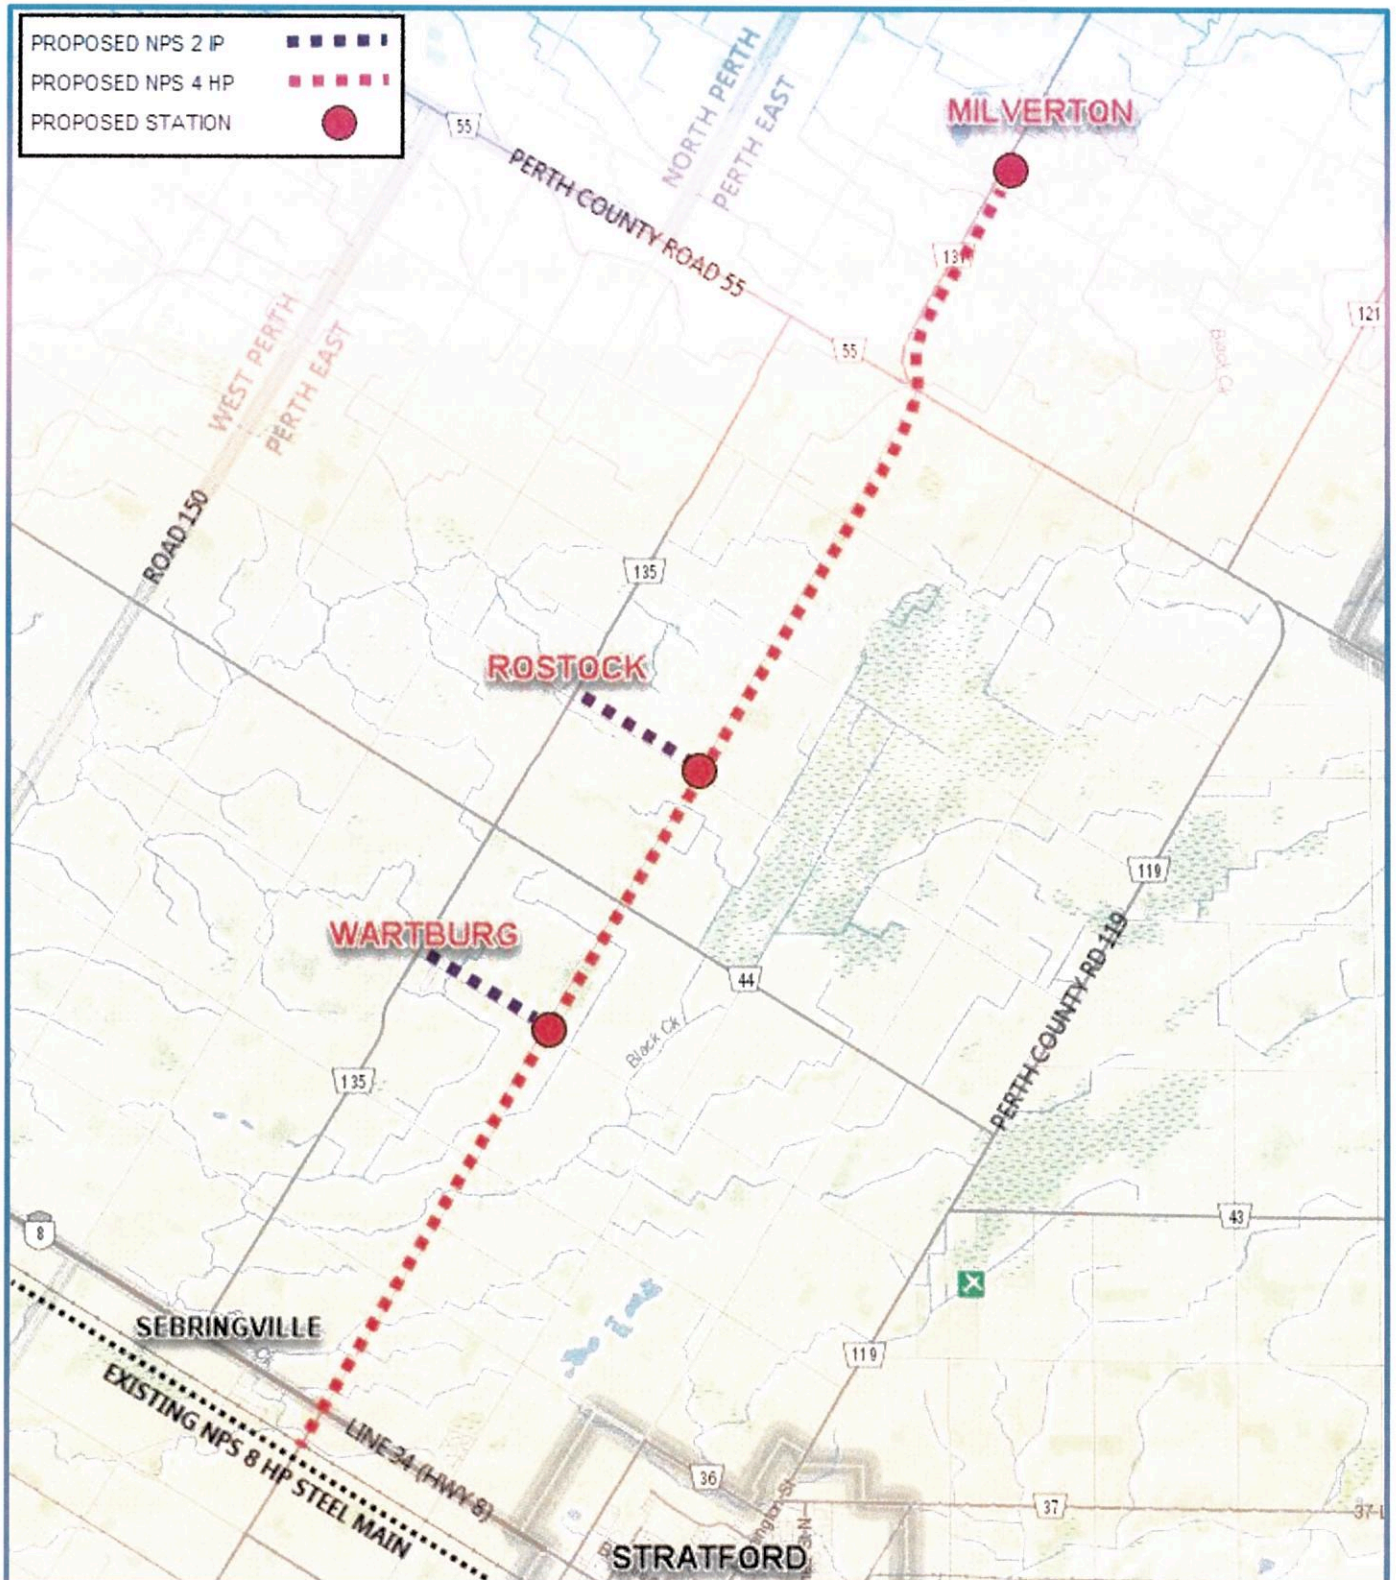 PROPOSED NPS 2 IP
PROPOSED NPS 4 HP
PROPOSED STATION
NORTH PERTH
PERTH EAST
MILVERTON
55
PERTH COUNTY ROAD 55
131
121
WEST PERTH
PERTH EAST
55
Black Ck
ROAD 150
135
ROSTOCK
119
WARTBURG
PERTH COUNTY RD 119
44
Black Ck
135
8
43
SEBRINGVILLE
119
EXISTING NPS 8 HP STEEL MAIN
LINE 34 (HWY 8)
36
37
STRATFORD